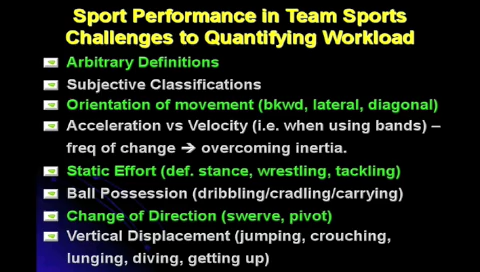 Sport Performance in Team Sports
Challenges to Quantifying Workload
Arbitrary Definitions
Subjective Classifications
Orientation of movement (bkwd, lateral, diagonal)
Acceleration vs Velocity (i.e. when using bands) –
freq of change ➔ overcoming inertia.
Static Effort (def. stance, wrestling, tackling)
Ball Possession (dribbling/cradling/carrying)
Change of Direction (swerve, pivot)
Vertical Displacement (jumping, crouching,
lunging, diving, getting up)